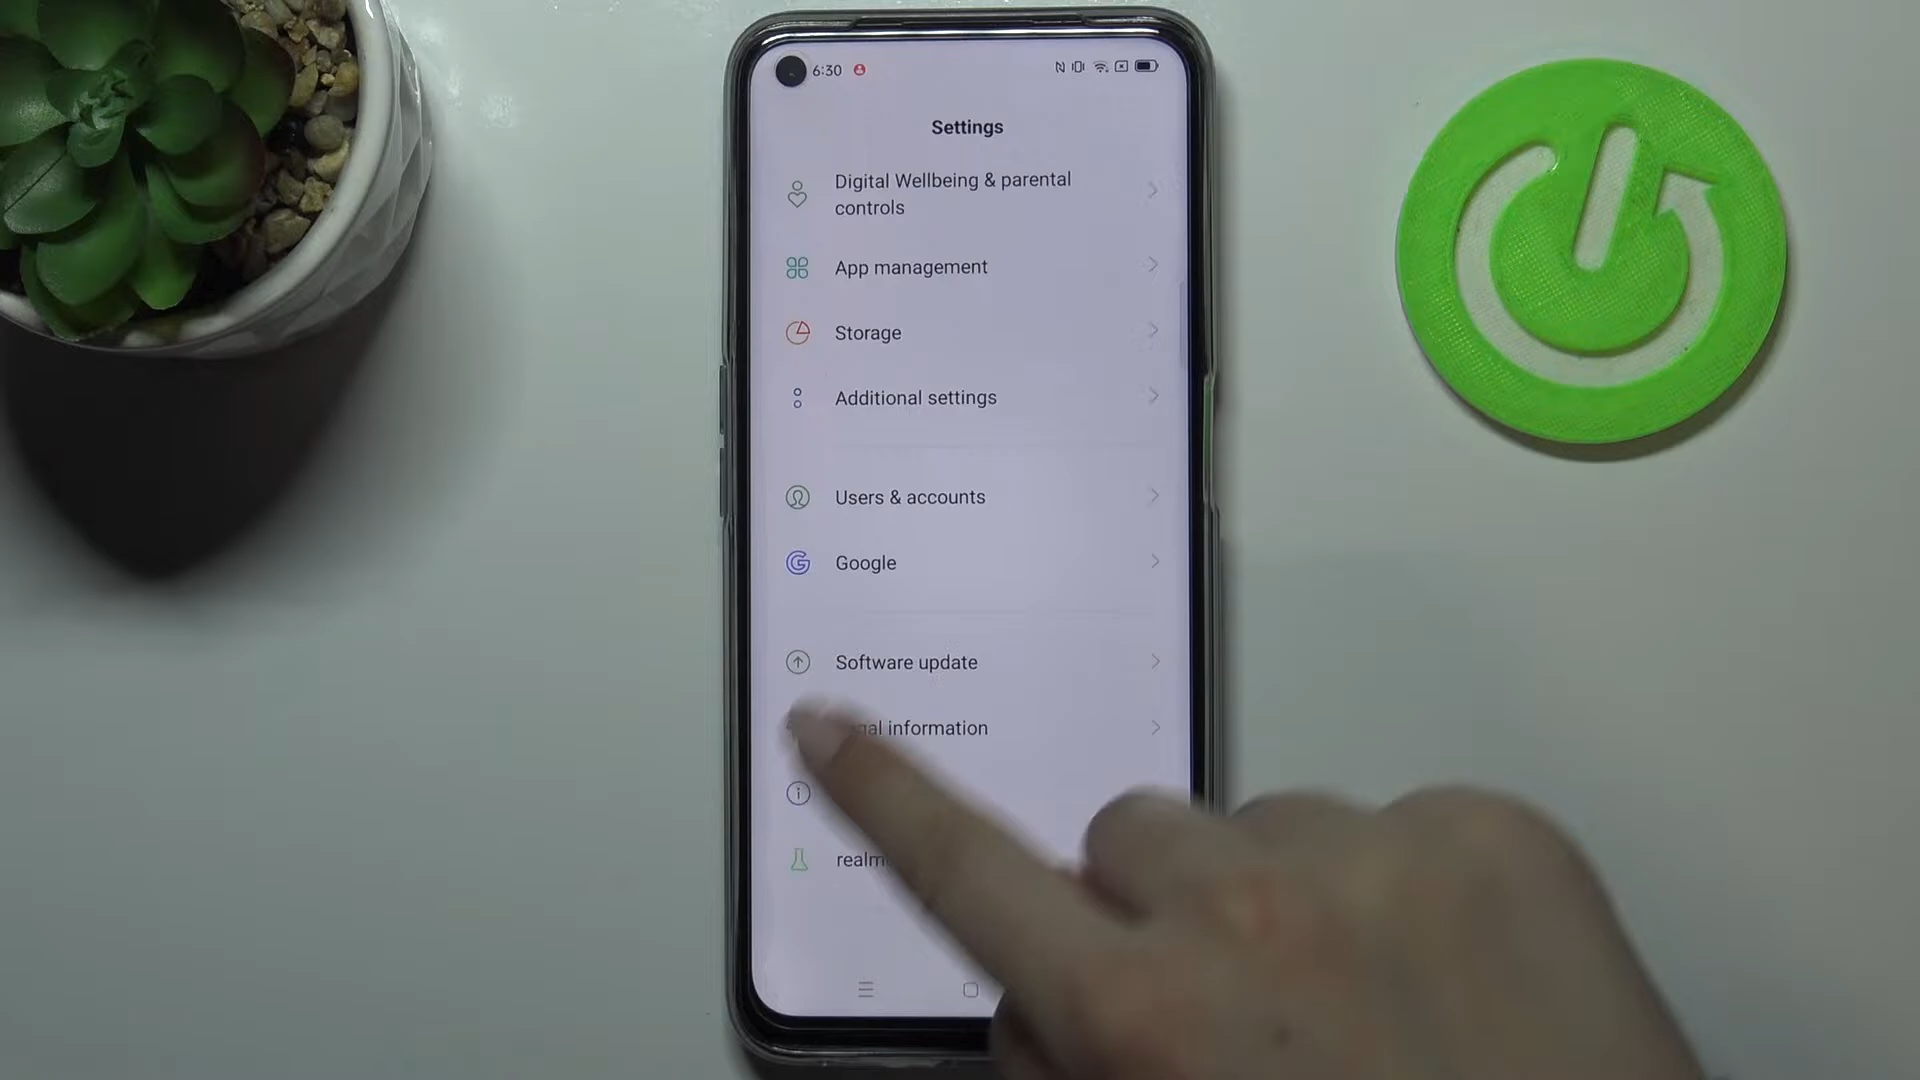 6:30
Settings
Digital Wellbeing & parental
controls
App management
Storage
Additional settings
Users & accounts
Google
Software update
information